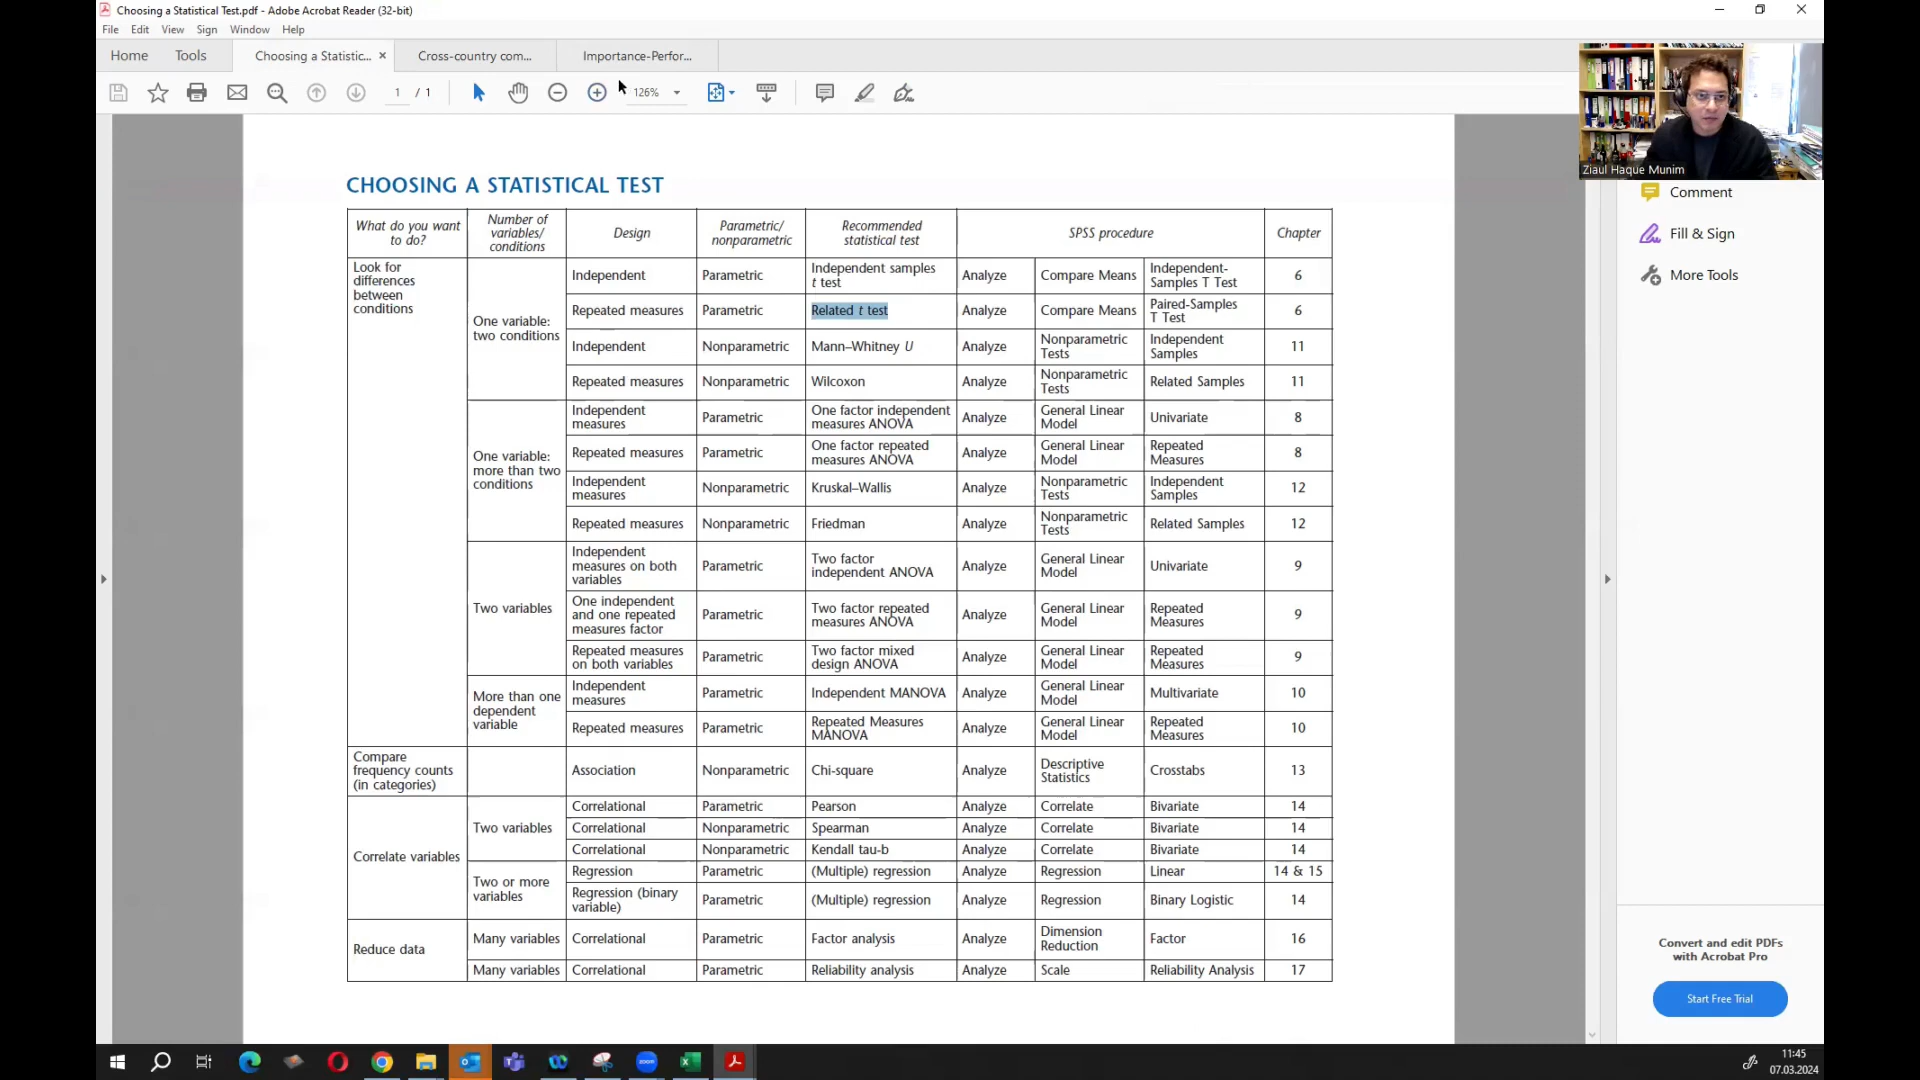 Choosing a Statistical Test.pdf - Adobe Acrobat Reader (32-bit)
File Edit View Sign Window Help
Home Tools Choosing a Statistic... × Cross-country com... Importance-Perfor...
1 / 1 126%
Ziaul Haque Munim
Comment
Fill & Sign
More Tools
CHOOSING A STATISTICAL TEST
What do you want to do? Number of variables/ conditions Design Parametric/ nonparametric Recommended statistical test SPSS procedure Chapter
Look for differences between conditions One variable: two conditions Independent Parametric Independent samples t test Analyze Compare Means Independent-Samples T Test 6
Repeated measures Parametric Related t test Analyze Compare Means Paired-Samples T Test 6
Independent Nonparametric Mann–Whitney U Analyze Nonparametric Tests Independent Samples 11
Repeated measures Nonparametric Wilcoxon Analyze Nonparametric Tests Related Samples 11
One variable: more than two conditions Independent measures Parametric One factor independent measures ANOVA Analyze General Linear Model Univariate 8
Repeated measures Parametric One factor repeated measures ANOVA Analyze General Linear Model Repeated Measures 8
Independent measures Nonparametric Kruskal–Wallis Analyze Nonparametric Tests Independent Samples 12
Repeated measures Nonparametric Friedman Analyze Nonparametric Tests Related Samples 12
Two variables Independent measures on both variables Parametric Two factor independent ANOVA Analyze General Linear Model Univariate 9
One independent and one repeated measures factor Parametric Two factor repeated measures ANOVA Analyze General Linear Model Repeated Measures 9
Repeated measures on both variables Parametric Two factor mixed design ANOVA Analyze General Linear Model Repeated Measures 9
More than one dependent variable Independent measures Parametric Independent MANOVA Analyze General Linear Model Multivariate 10
Repeated measures Parametric Repeated Measures MANOVA Analyze General Linear Model Repeated Measures 10
Compare frequency counts (in categories) Association Nonparametric Chi-square Analyze Descriptive Statistics Crosstabs 13
Correlate variables Two variables Correlational Parametric Pearson Analyze Correlate Bivariate 14
Correlational Nonparametric Spearman Analyze Correlate Bivariate 14
Correlational Nonparametric Kendall tau-b Analyze Correlate Bivariate 14
Two or more variables Regression Parametric (Multiple) regression Analyze Regression Linear 14 & 15
Regression (binary variable) Parametric (Multiple) regression Analyze Regression Binary Logistic 14
Reduce data Many variables Correlational Parametric Factor analysis Analyze Dimension Reduction Factor 16
Many variables Correlational Parametric Reliability analysis Analyze Scale Reliability Analysis 17
Convert and edit PDFs
with Acrobat Pro
Start Free Trial
zoom
11:45
07.03.2024